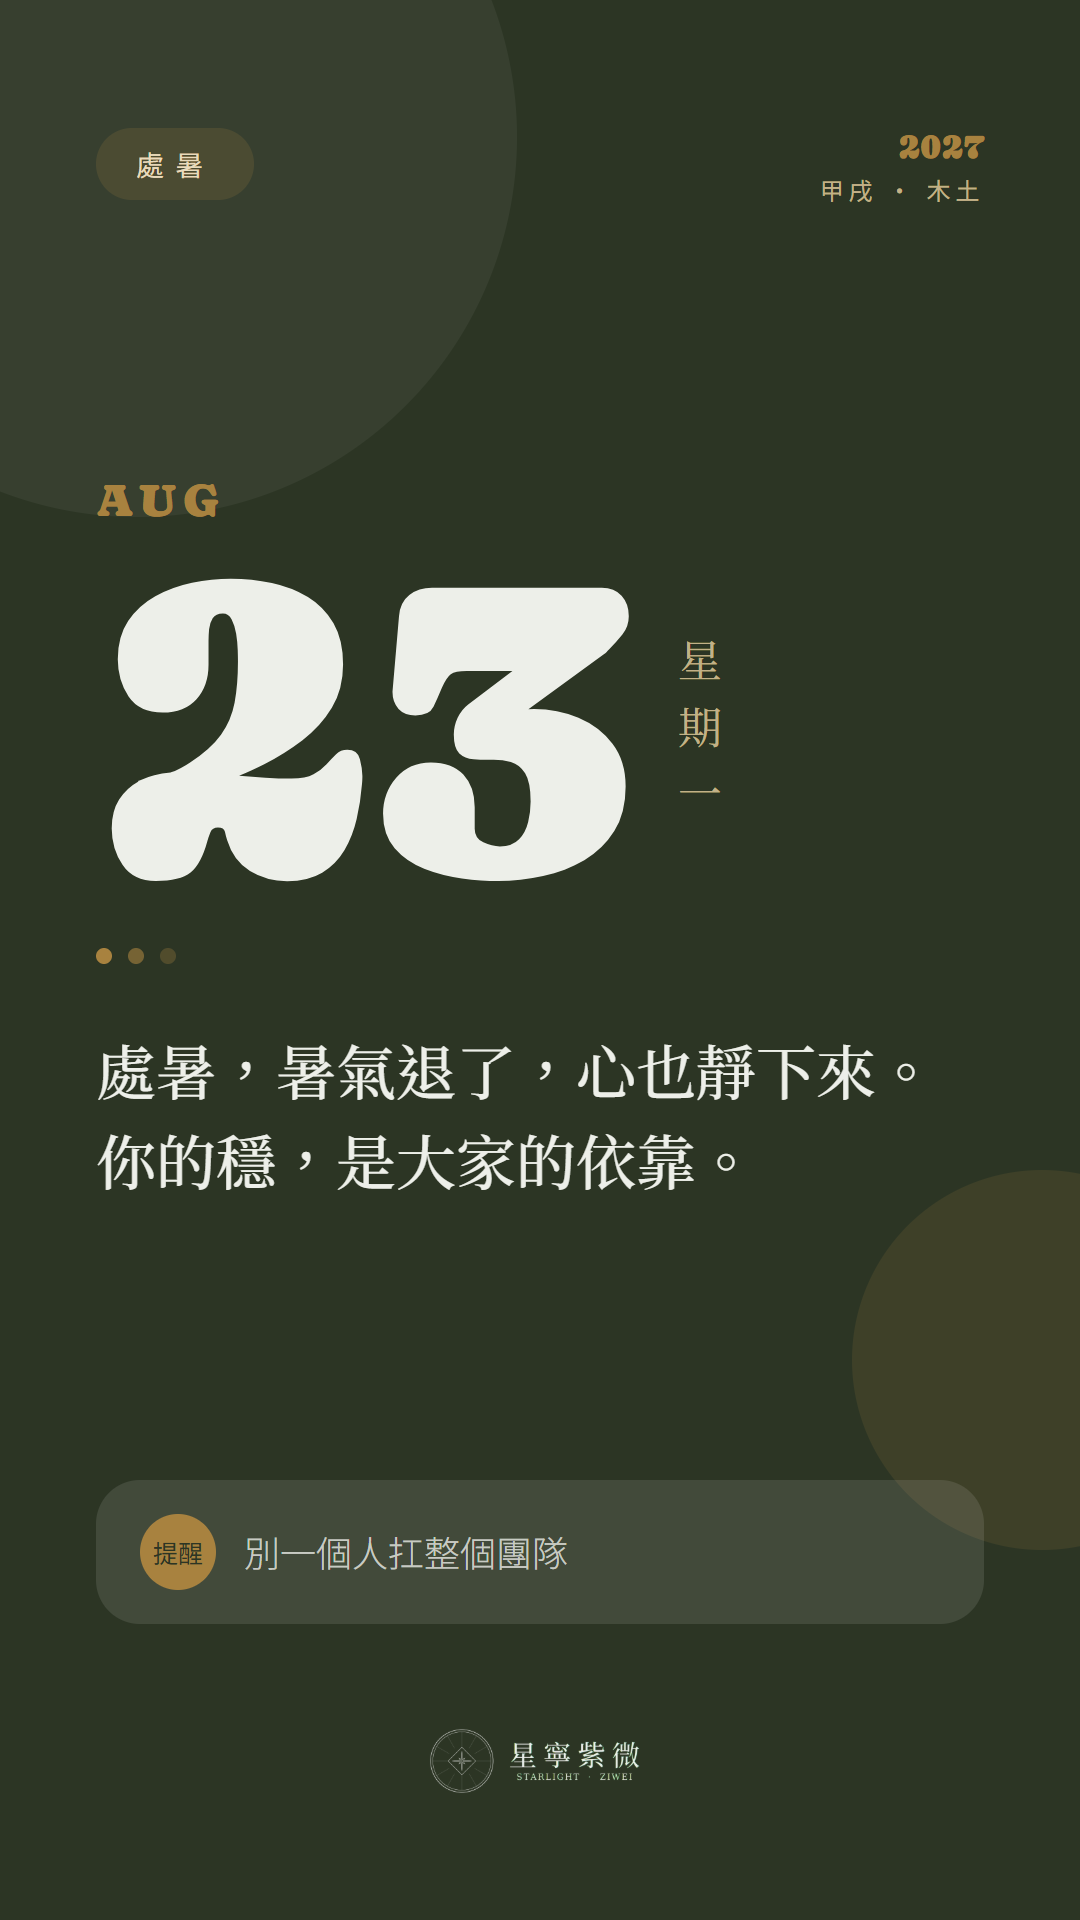 處暑
2027
甲戌 · 木土
AUG
23
星期一
處暑，暑氣退了，心也靜下來。
你的穩，是大家的依靠。
提醒
別一個人扛整個團隊
星寧紫微
STARLIGHT · ZIWEI